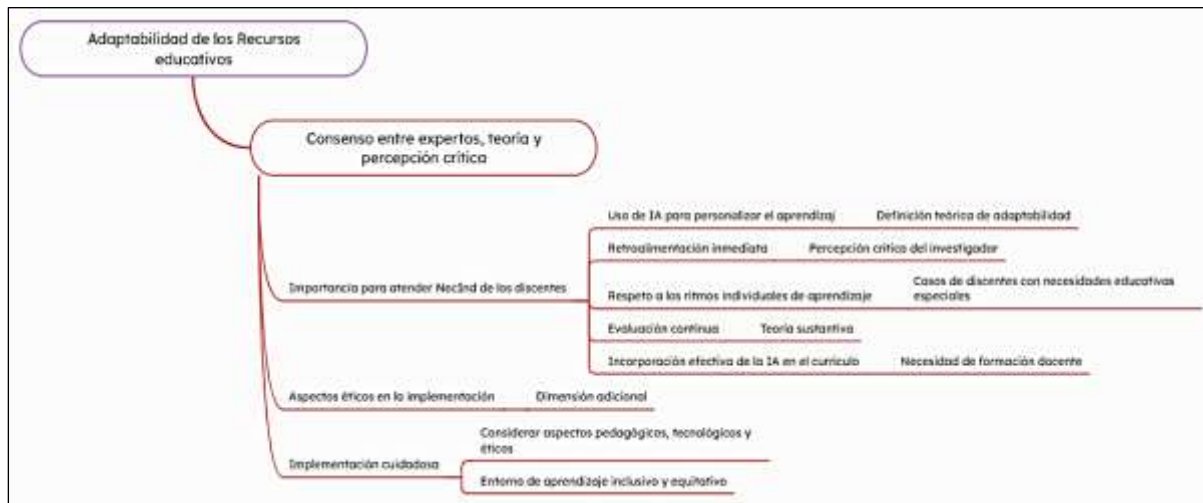 Adaptabilidad de los Recursos
educativos
Consenso entre expertos, teoría y
percepción crítica
Importancia para atender NecInd de los discentes
Uso de IA para personalizar el aprendizaj
Definición teórica de adaptabilidad
Retroalimentación inmediata
Percepción crítica del investigador
Respeto a los ritmos individuales de aprendizaje
Casos de discentes con necesidades educativas
especiales
Evaluación continua
Teoría sustantiva
Incorporación efectiva de la IA en el currículo
Necesidad de formación docente
Aspectos éticos en la implementación
Dimensión adicional
Implementación cuidadosa
Considerar aspectos pedagógicos, tecnológicos y
éticos
Entorno de aprendizaje inclusivo y equitativo